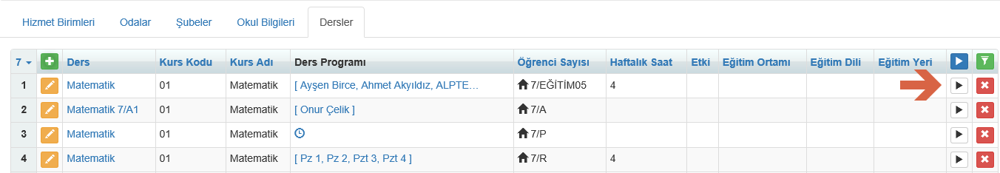 Hizmet Birimleri Odalar Şubeler Okul Bilgileri Dersler
7 Ders Kurs Kodu Kurs Adı Ders Programı Öğrenci Sayısı Haftalık Saat Etki Eğitim Ortamı Eğitim Dili Eğitim Yeri
1 Matematik 01 Matematik [ Ayşen Birce, Ahmet Akyıldız, ALPTE… 7/EĞİTİM05 4
2 Matematik 7/A1 01 Matematik [ Onur Çelik ] 7/A
3 Matematik 01 Matematik 7/P
4 Matematik 01 Matematik [ Pz 1, Pz 2, Pzt 3, Pzt 4 ] 7/R 4